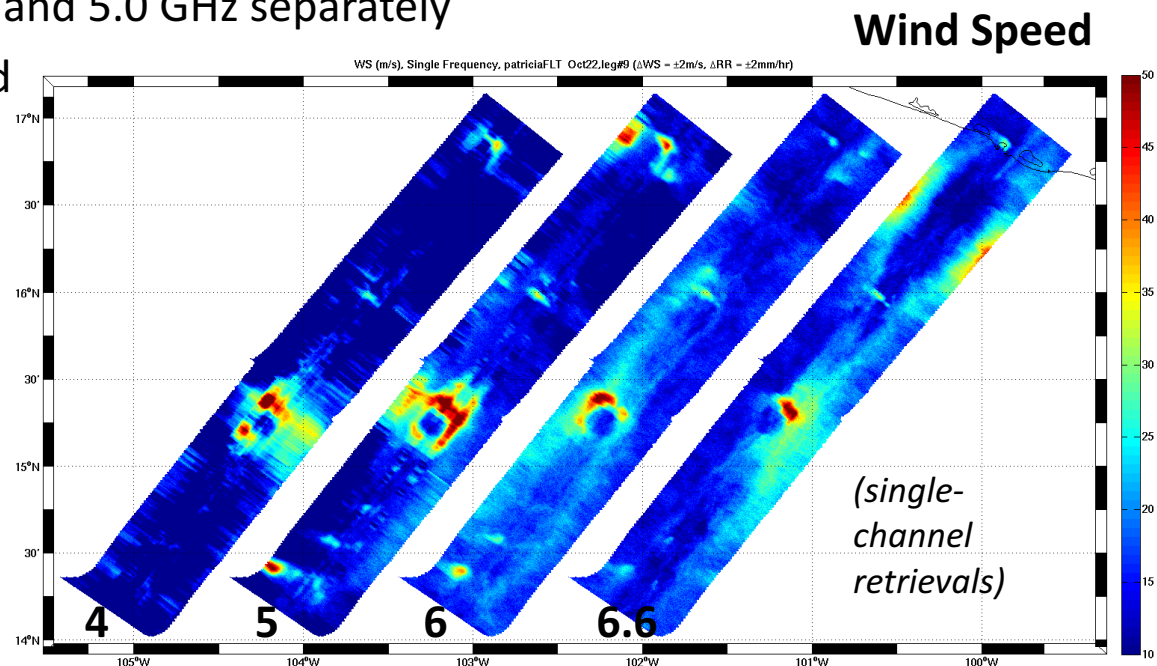 and 5.0 GHz separately
d
Wind Speed
WS (m/s), Single Frequency, patriciaFLT Oct22,leg#9 (ΔWS = ±2m/s, ΔRR = ±2mm/hr)
17°N
30'
16°N
30'
15°N
30'
14°N
105°W
104°W
103°W
102°W
101°W
100°W
4
5
6
6.6
(single-
channel
retrievals)
50
45
40
35
30
25
20
15
10